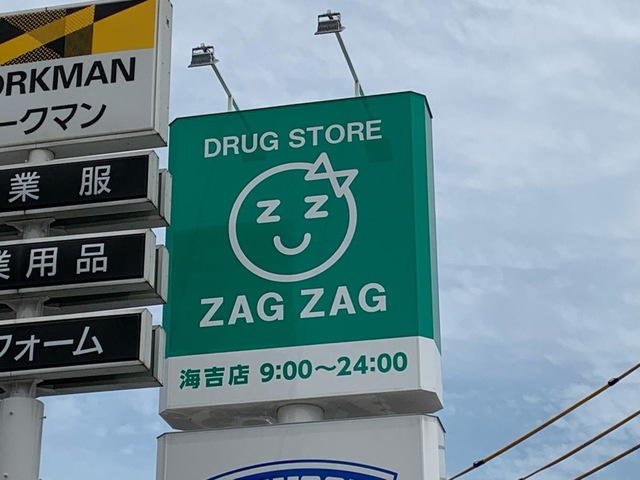 ORKMAN
ークマン
業 服
業用品
フォーム
DRUG STORE
z z
ZAG ZAG
海吉店 9:00～24:00